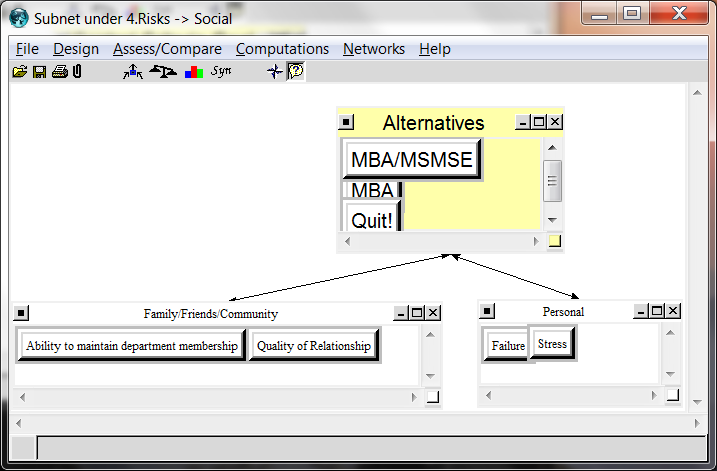 Subnet under 4.Risks -> Social
File Design Assess/Compare Computations Networks Help
Syn
Alternatives
MBA/MSMSE
MBA
Quit!
Family/Friends/Community
Ability to maintain department membership Quality of Relationship
Personal
Failure Stress